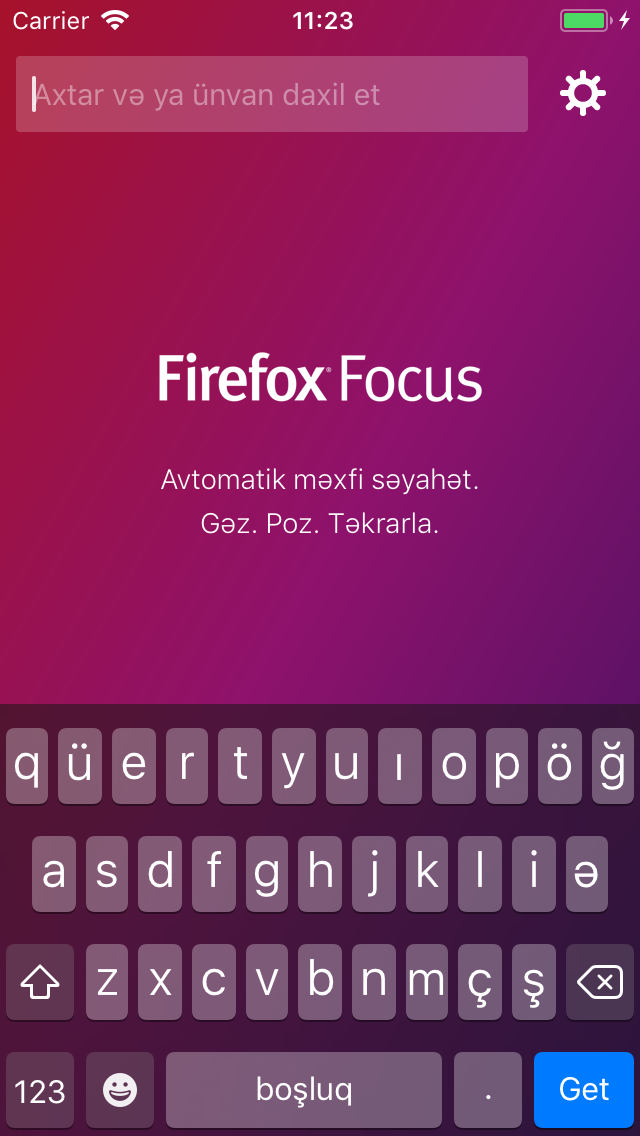 Carrier 11:23
Axtar və ya ünvan daxil et
Firefox® Focus
Avtomatik məxfi səyahət.
Gəz. Poz. Təkrarla.
q ü e r t y u ı o p ö ğ
a s d f g h j k l i ə
z x c v b n m ç ş
123 boşluq . Get